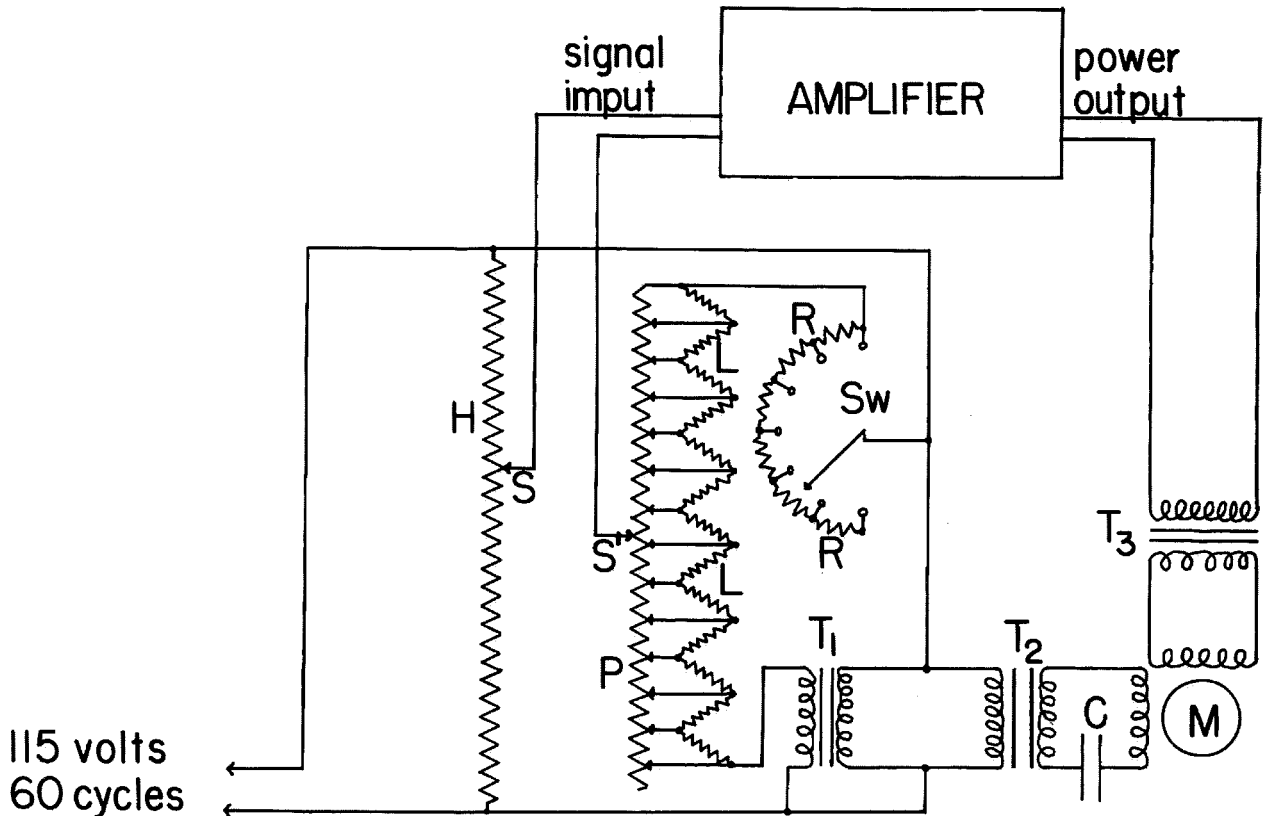 signal
imput
AMPLIFIER
power
output
R
L
Sw
H
S
S'
R
T3
L
T1
T2
P
C
M
115 volts
60 cycles